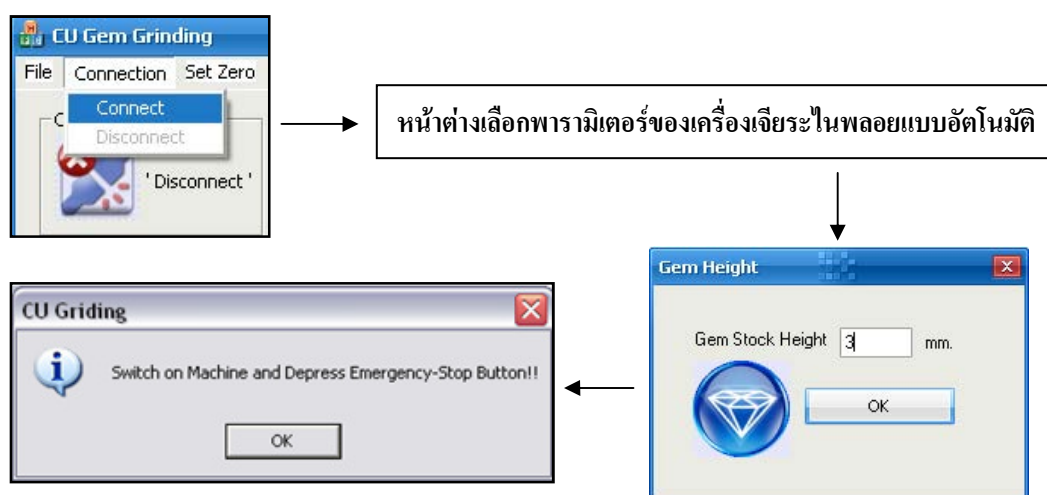 CU Gem Grinding
File Connection Set Zero
Connect
Disconnect
' Disconnect '
หน้าต่างเลือกพารามิเตอร์ของเครื่องเจียระไนพลอยแบบอัตโนมัติ
Gem Height
Gem Stock Height 3 mm.
OK
CU Griding
Switch on Machine and Depress Emergency-Stop Button!!
OK